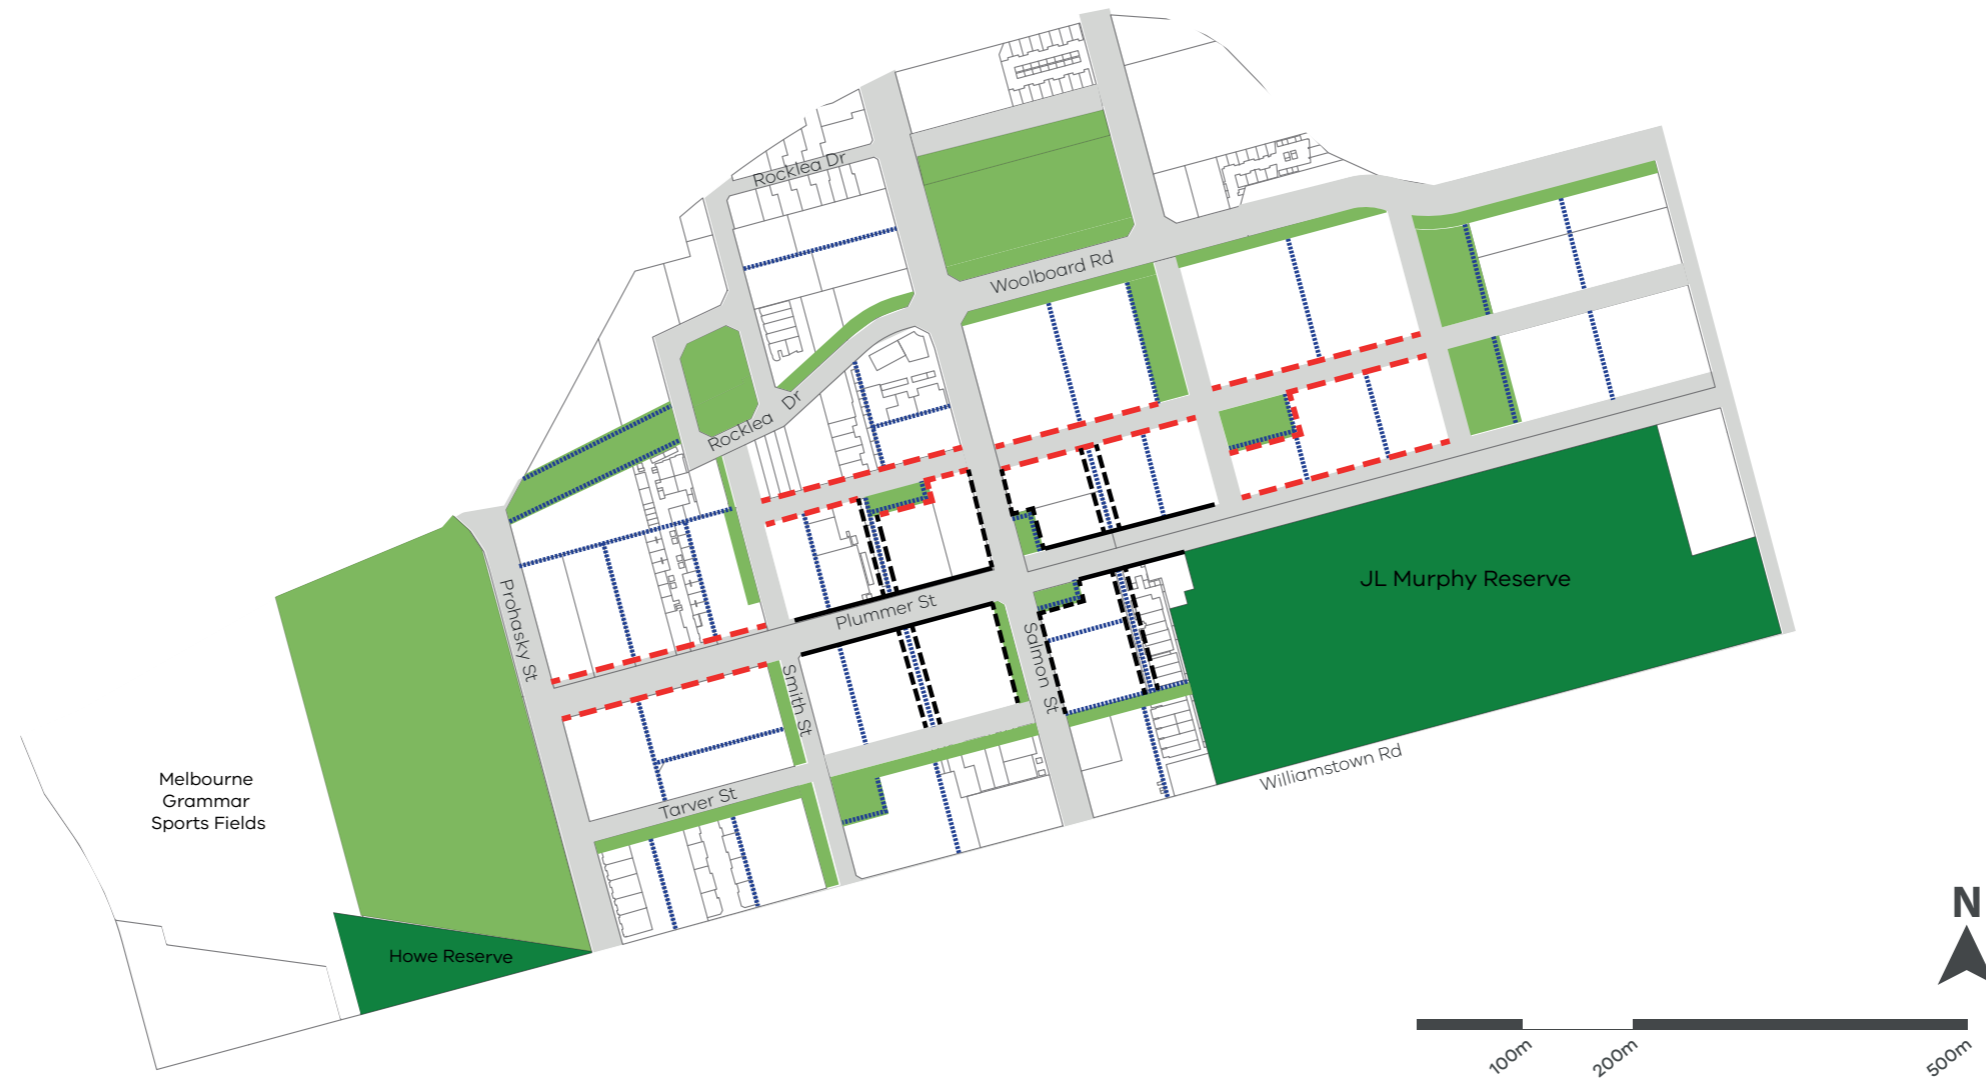 Rocklea Dr
Woolboard Rd
Rocklea Dr
Prohasky St
Plummer St
JL Murphy Reserve
Smith St
Salmon St
Melbourne
Grammar
Sports Fields
Tarver St
Williamstown Rd
Howe Reserve
N
100m
200m
500m